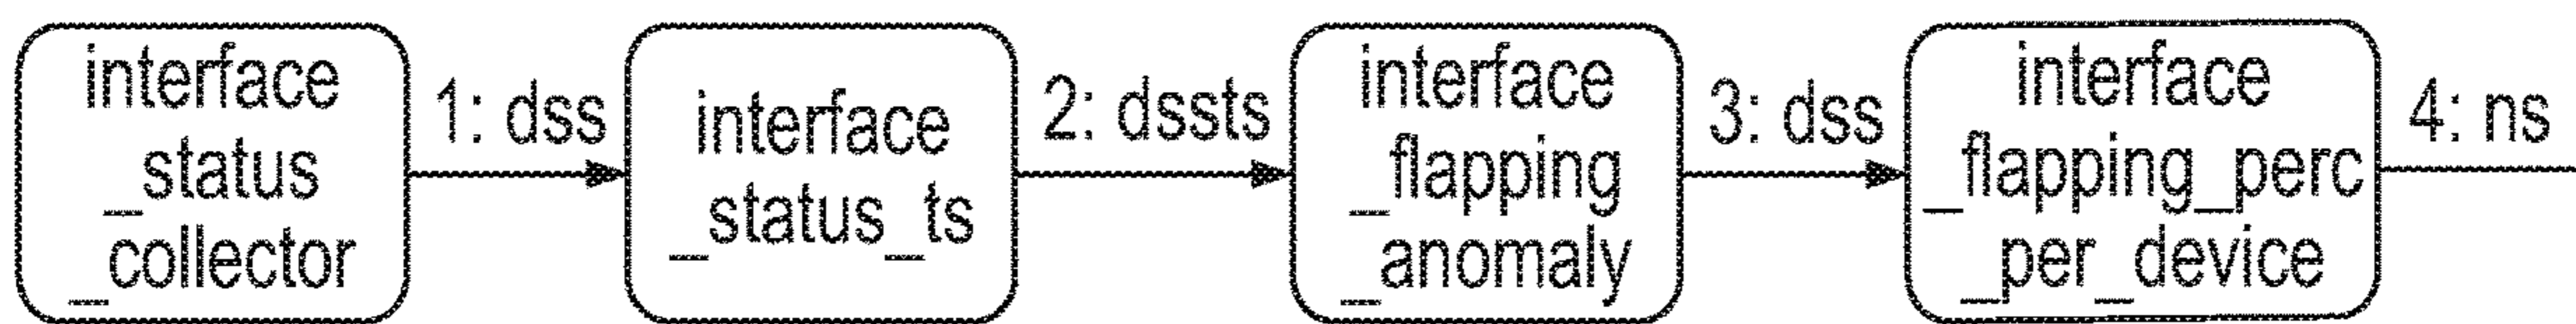 interface
_status
_collector
1: dss
interface
_status_ts
2: dssts
interface
_flapping
_anomaly
3: dss
interface
_flapping_perc
_per_device
4: ns